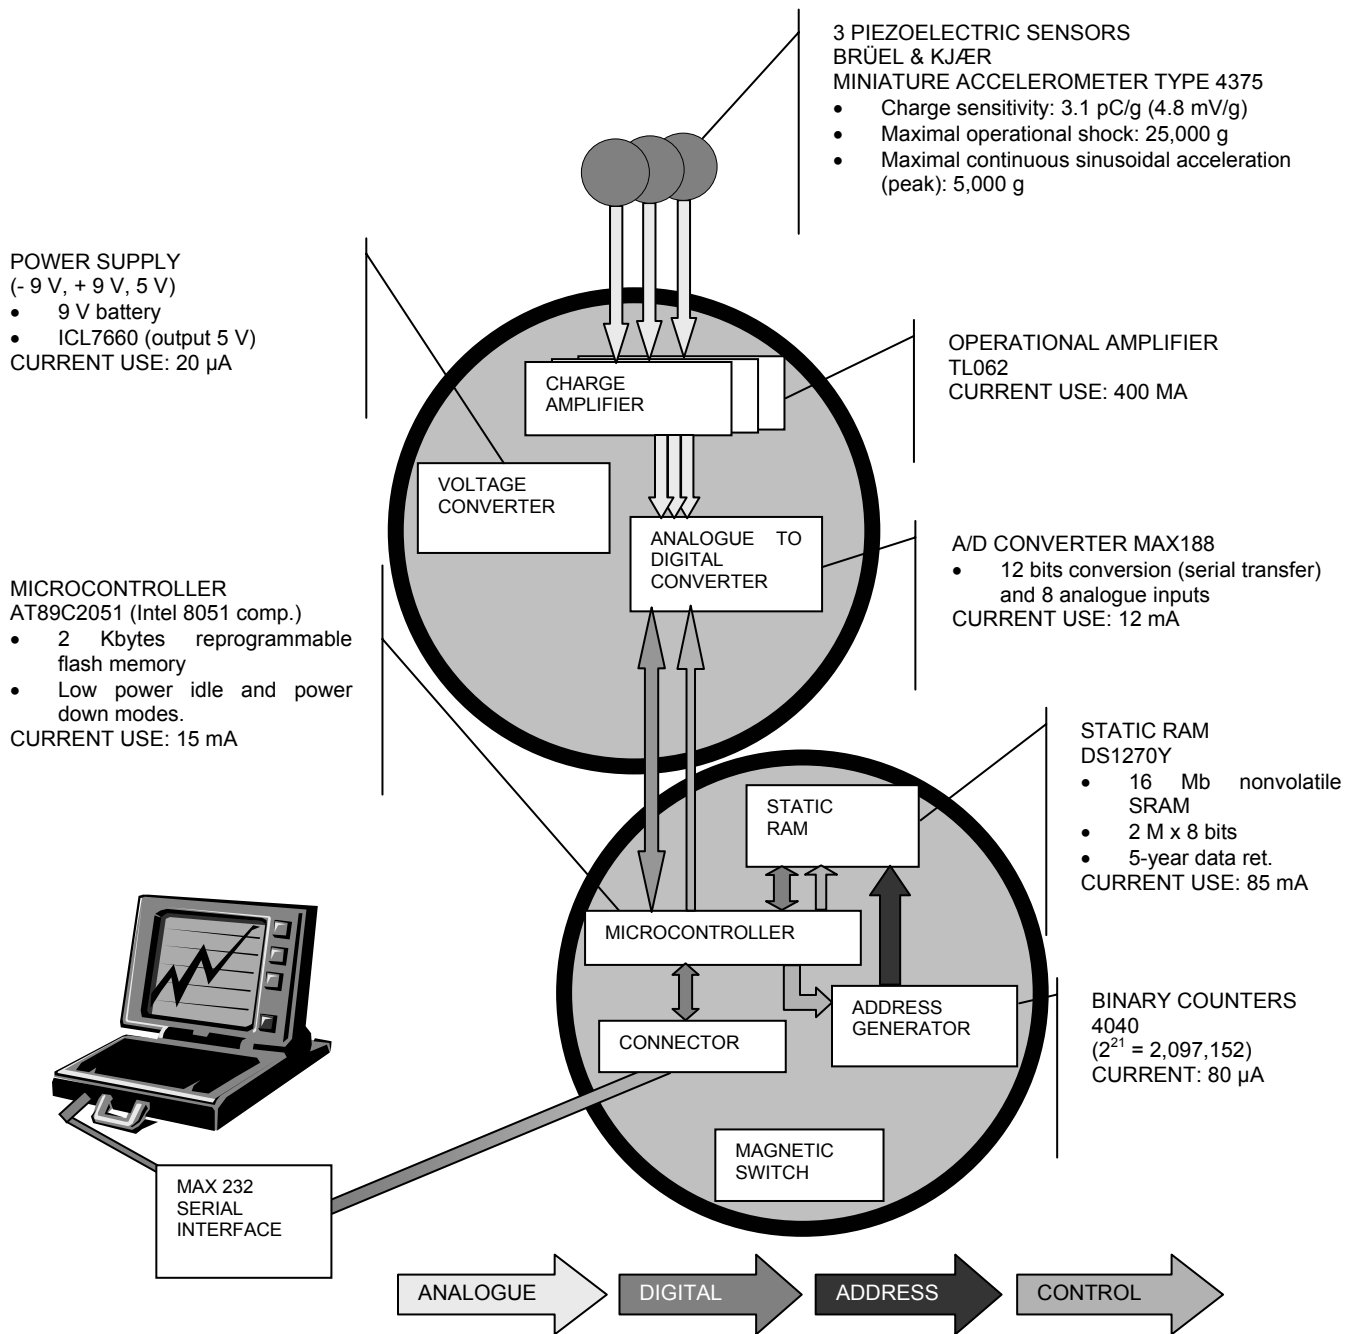 3 PIEZOELECTRIC SENSORS
BRÜEL & KJÆR
MINIATURE ACCELEROMETER TYPE 4375
• Charge sensitivity: 3.1 pC/g (4.8 mV/g)
• Maximal operational shock: 25,000 g
• Maximal continuous sinusoidal acceleration
(peak): 5,000 g
POWER SUPPLY
(- 9 V, + 9 V, 5 V)
• 9 V battery
• ICL7660 (output 5 V)
CURRENT USE: 20 µA
OPERATIONAL AMPLIFIER
TL062
CURRENT USE: 400 MA
CHARGE
AMPLIFIER
VOLTAGE
CONVERTER
ANALOGUE TO
DIGITAL
CONVERTER
A/D CONVERTER MAX188
• 12 bits conversion (serial transfer)
and 8 analogue inputs
CURRENT USE: 12 mA
MICROCONTROLLER
AT89C2051 (Intel 8051 comp.)
• 2 Kbytes reprogrammable
flash memory
• Low power idle and power
down modes.
CURRENT USE: 15 mA
STATIC RAM
DS1270Y
• 16 Mb nonvolatile
SRAM
• 2 M x 8 bits
• 5-year data ret.
CURRENT USE: 85 mA
STATIC
RAM
MICROCONTROLLER
CONNECTOR
ADDRESS
GENERATOR
BINARY COUNTERS
4040
(2²¹ = 2,097,152)
CURRENT: 80 µA
MAGNETIC
SWITCH
MAX 232
SERIAL
INTERFACE
ANALOGUE
DIGITAL
ADDRESS
CONTROL